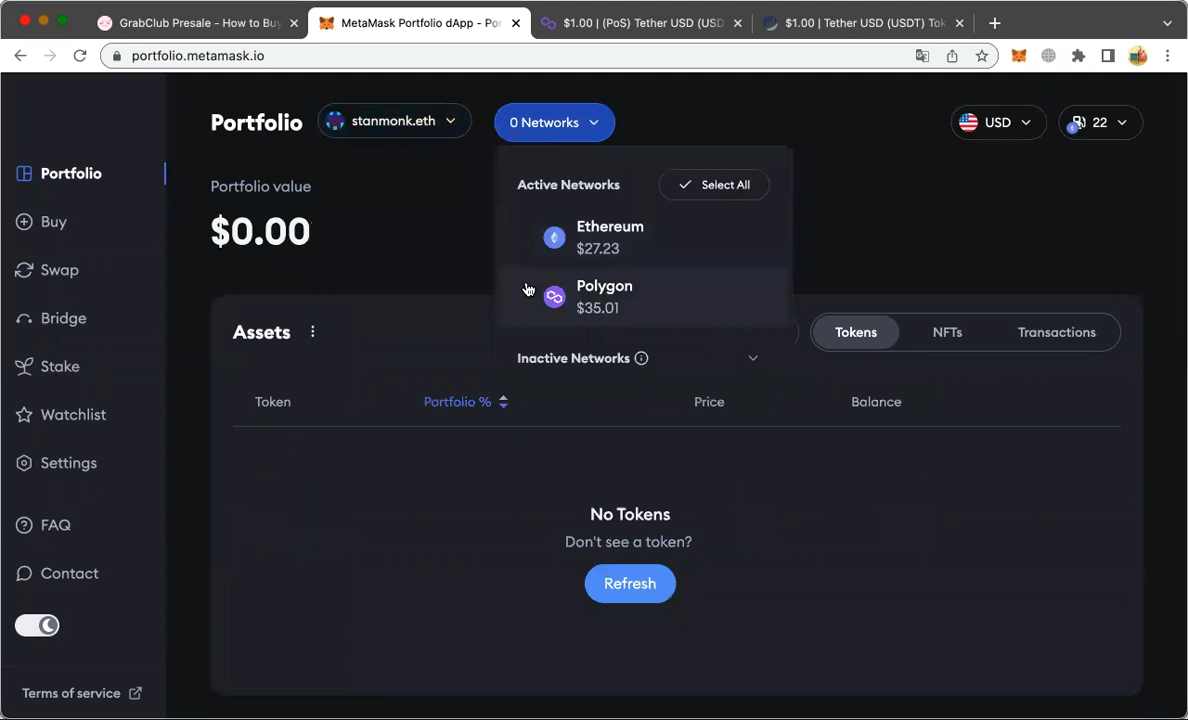 GrabClub Presale - How to Buy
MetaMask Portfolio dApp - Por
$1.00 | (PoS) Tether USD (USD
$1.00 | Tether USD (USDT) Tok
portfolio.metamask.io
Portfolio
stanmonk.eth
0 Networks
USD
22
Portfolio
Buy
Swap
Bridge
Stake
Watchlist
Settings
FAQ
Contact
Terms of service
Portfolio value
$0.00
Active Networks
Select All
Ethereum
$27.23
Polygon
$35.01
Inactive Networks
Assets
Tokens
NFTs
Transactions
Token
Portfolio %
Price
Balance
No Tokens
Don't see a token?
Refresh